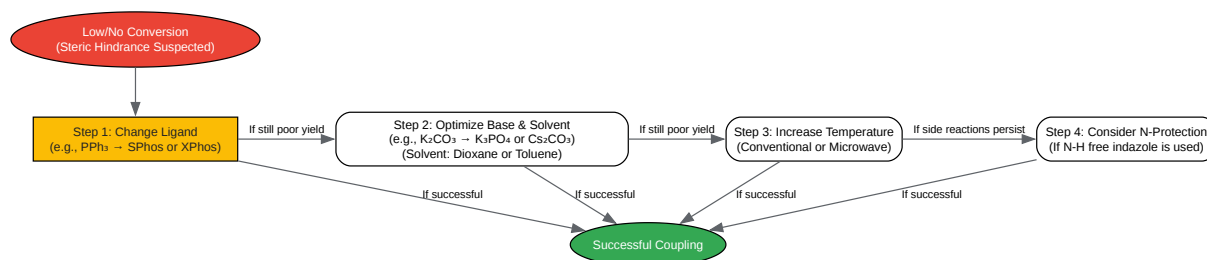 Low/No Conversion
(Steric Hindrance Suspected)
Step 1: Change Ligand
(e.g., PPh₃ → SPhos or XPhos)
If still poor yield
Step 2: Optimize Base & Solvent
(e.g., K₂CO₃ → K₃PO₄ or Cs₂CO₃)
(Solvent: Dioxane or Toluene)
If still poor yield
Step 3: Increase Temperature
(Conventional or Microwave)
If side reactions persist
Step 4: Consider N-Protection
(If N-H free indazole is used)
If successful
If successful
If successful
If successful
Successful Coupling